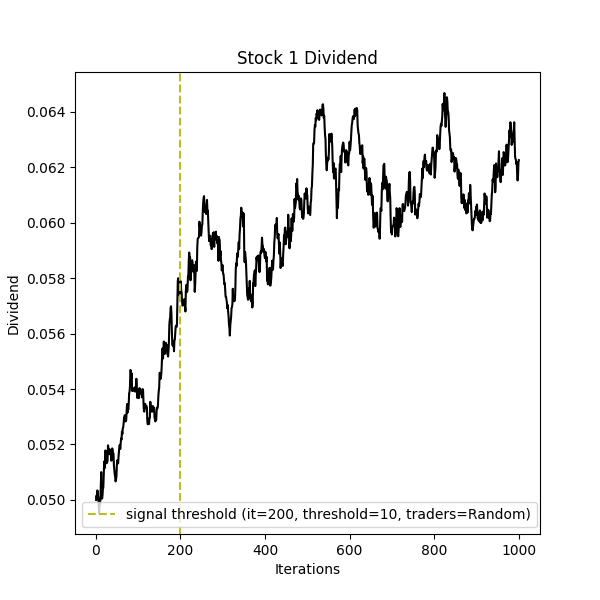 Stock 1 Dividend
Dividend
0.064
0.062
0.060
0.058
0.056
0.054
0.052
0.050
signal threshold (it=200, threshold=10, traders=Random)
0 200 400 600 800 1000
Iterations